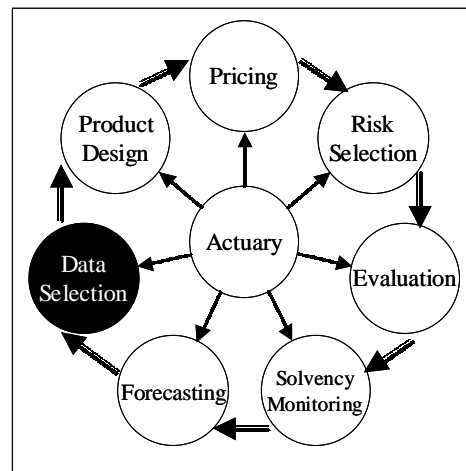 Pricing
Product
Design
Risk
Selection
Actuary
Data
Selection
Evaluation
Forecasting
Solvency
Monitoring